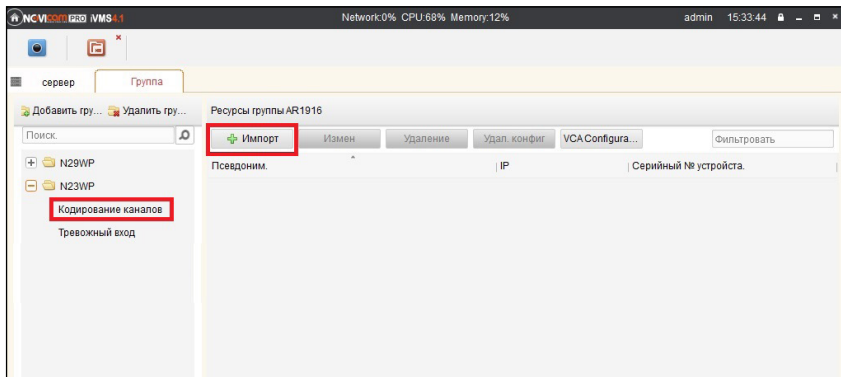 NOVICOM PRO iVMS4.1 Network:0% CPU:68% Memory:12% admin 15:33:44
сервер Группа
Добавить гру... Удалить гру... Ресурсы группы AR1916
Поиск. Импорт Измен Удаление Удал. конфиг VCA Configura... Фильтровать
N29WP Псевдоним. IP Серийный № устройста.
N23WP
Кодирование каналов
Тревожный вход